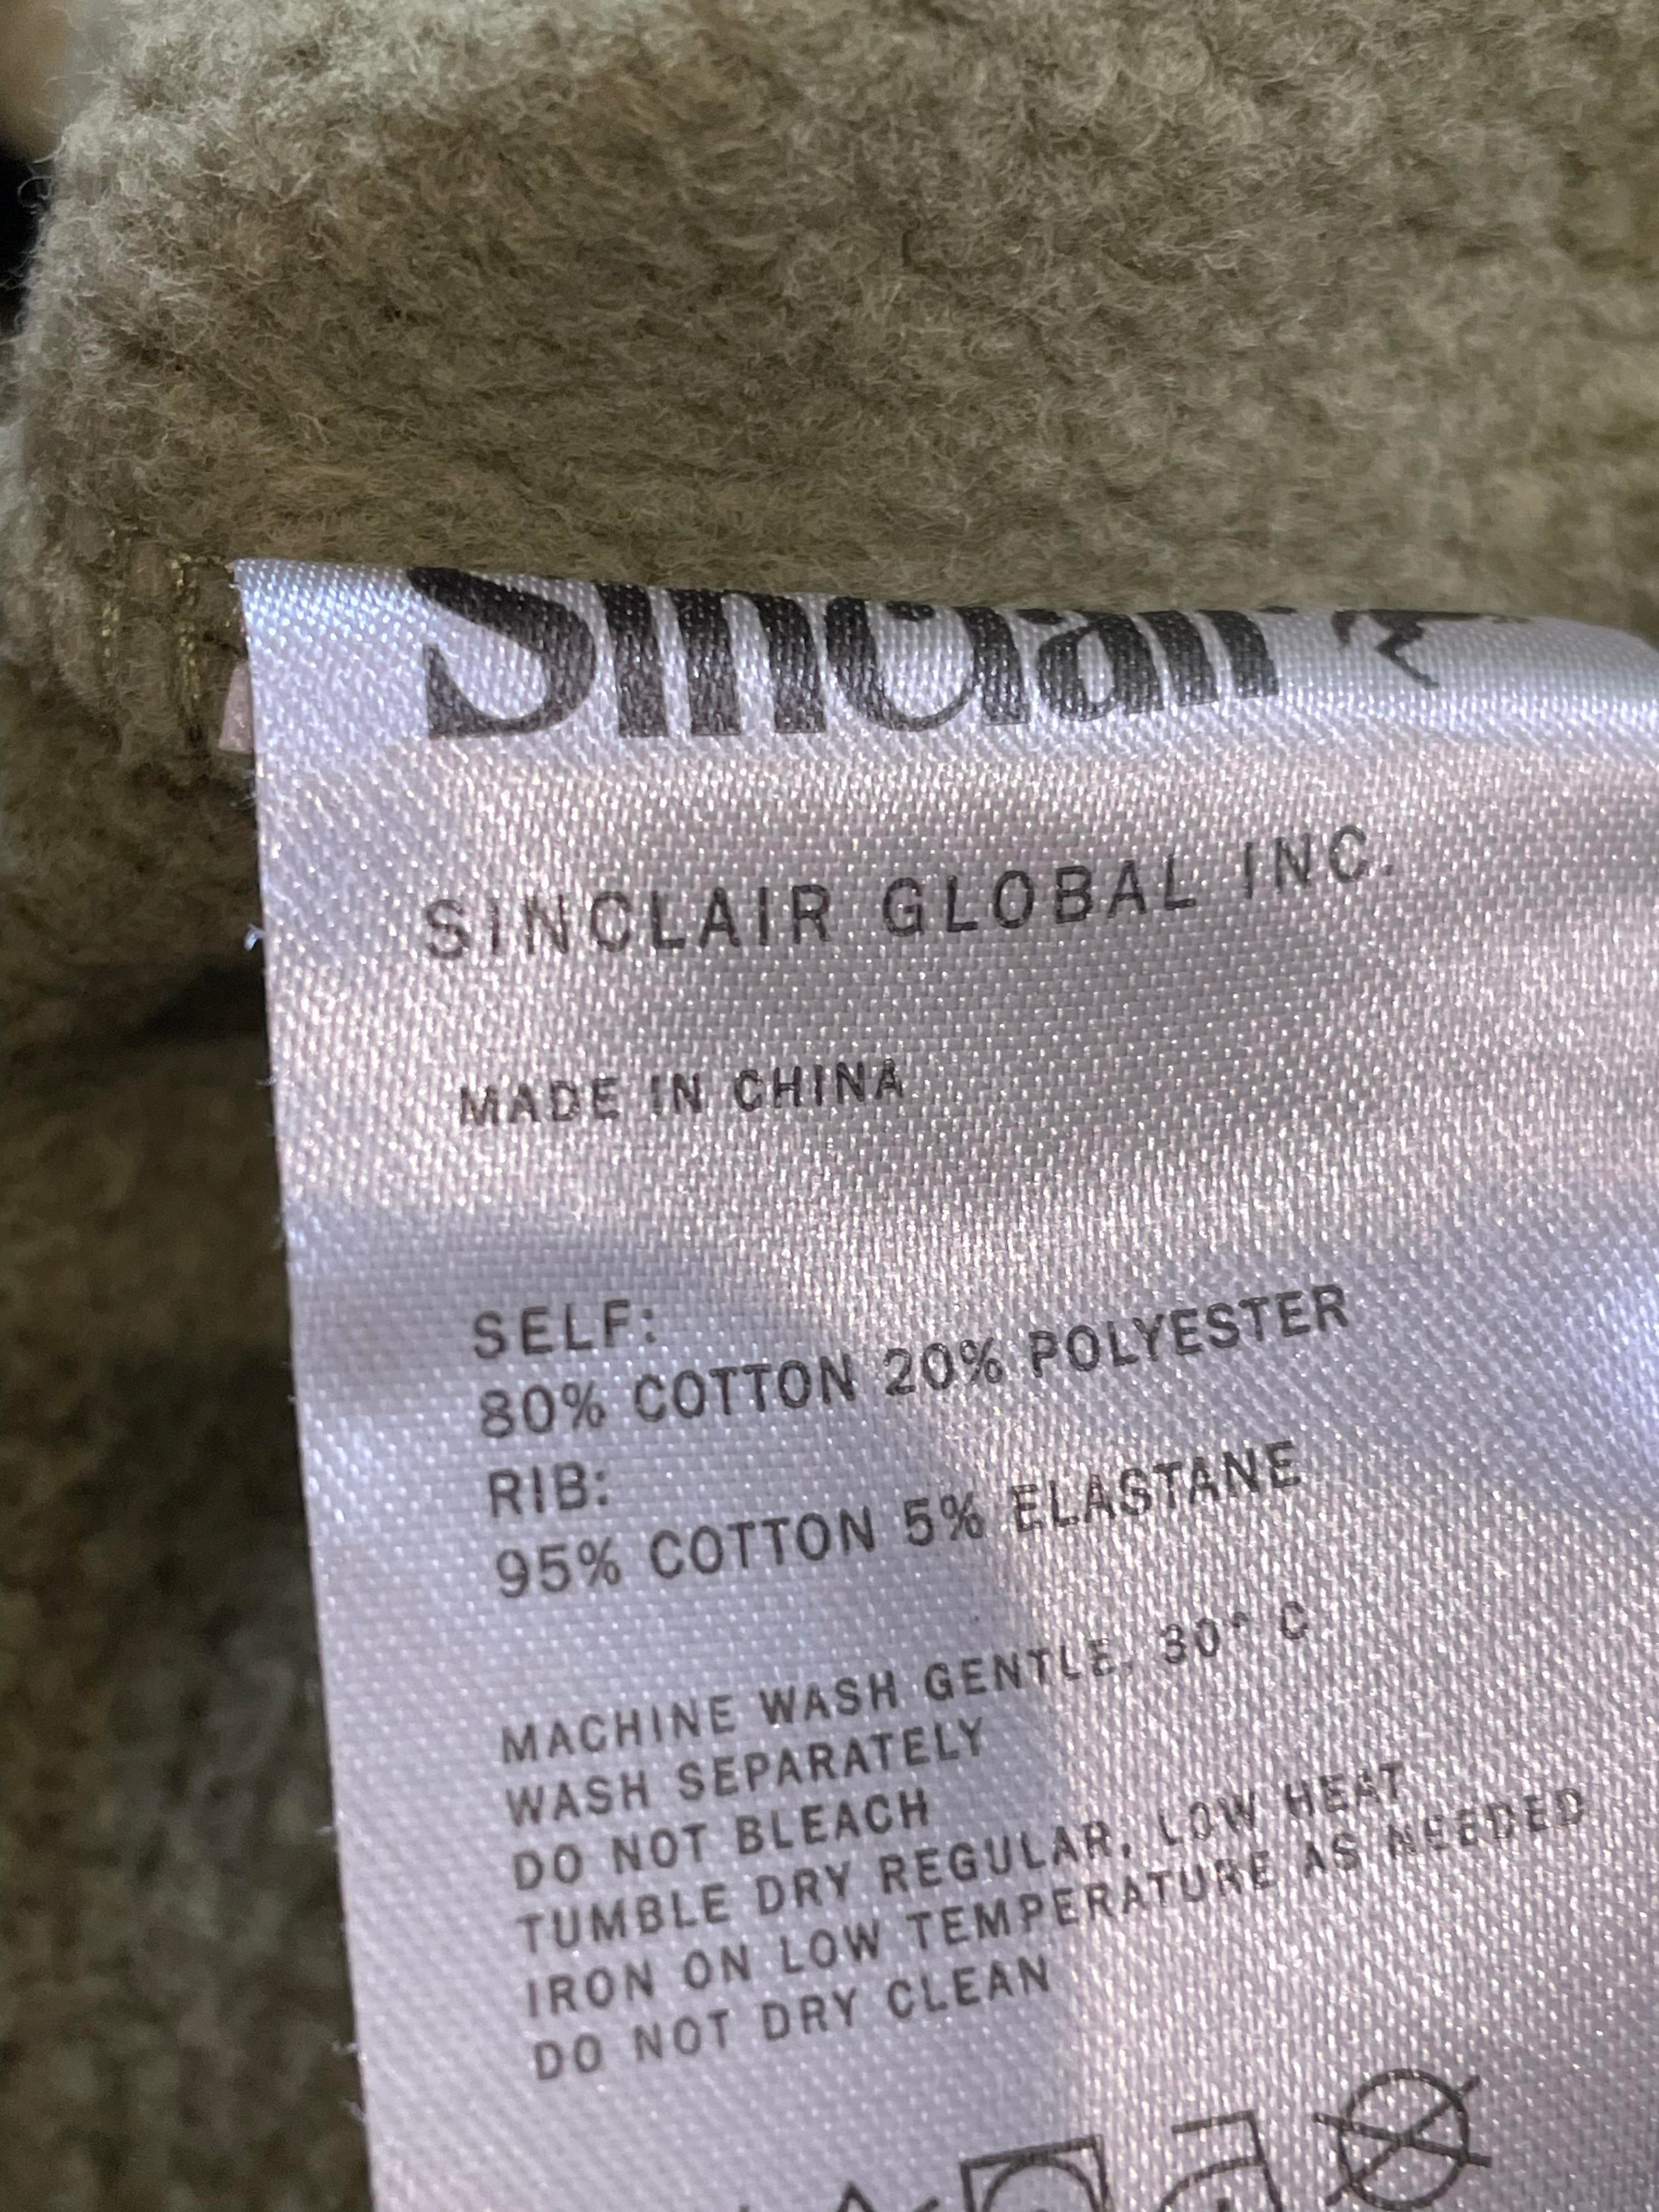 Sinclair
SINCLAIR GLOBAL INC.
MADE IN CHINA
SELF:
80% COTTON 20% POLYESTER
RIB:
95% COTTON 5% ELASTANE
MACHINE WASH GENTLE, 30° C
WASH SEPARATELY
DO NOT BLEACH
TUMBLE DRY REGULAR, LOW HEAT
IRON ON LOW TEMPERATURE AS NEEDED
DO NOT DRY CLEAN